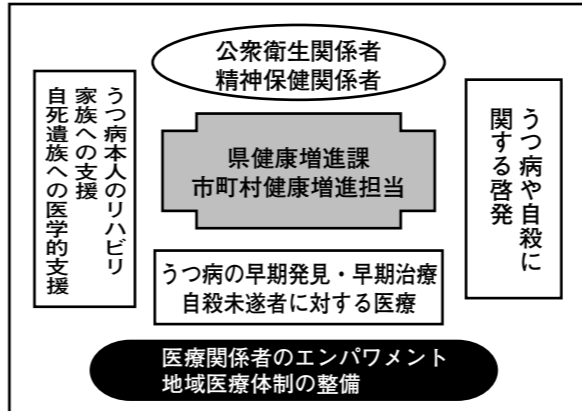 公衆衛生関係者
精神保健関係者
うつ病本人のリハビリ
家族への支援
自死遺族への医学的支援
県健康増進課
市町村健康増進担当
うつ病や自殺に
関する啓発
うつ病の早期発見・早期治療
自殺未遂者に対する医療
医療関係者のエンパワメント
地域医療体制の整備